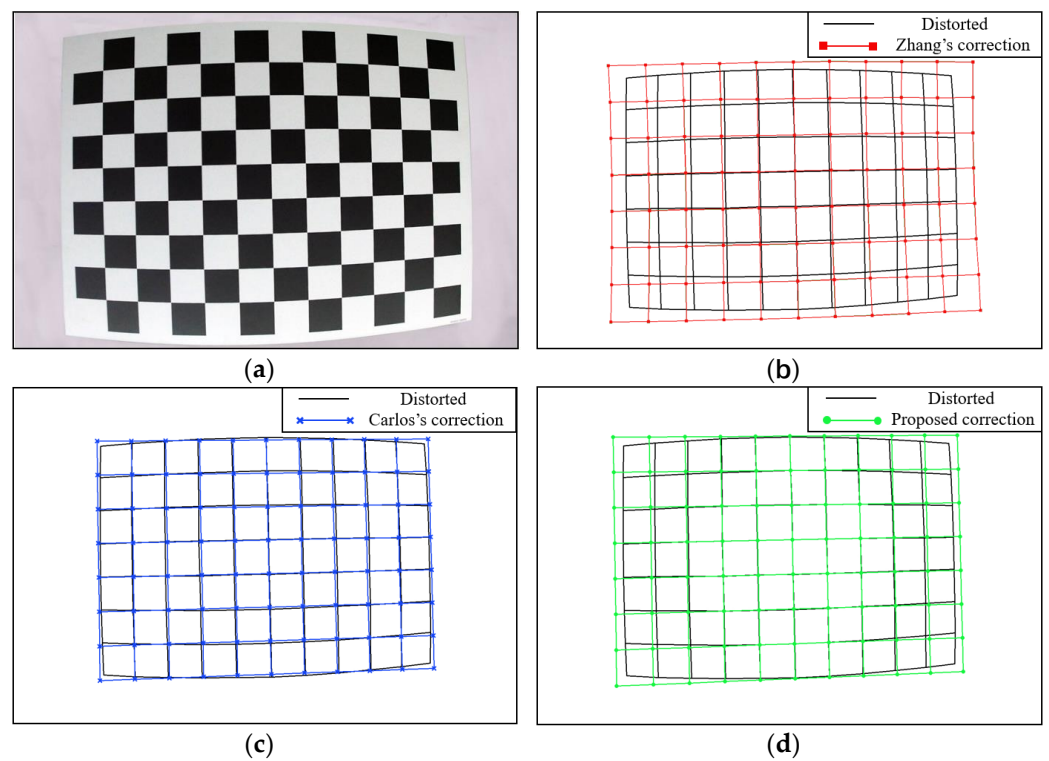 Distorted
Zhang's correction
(a)
(b)
Distorted
Carlos's correction
Distorted
Proposed correction
(c)
(d)